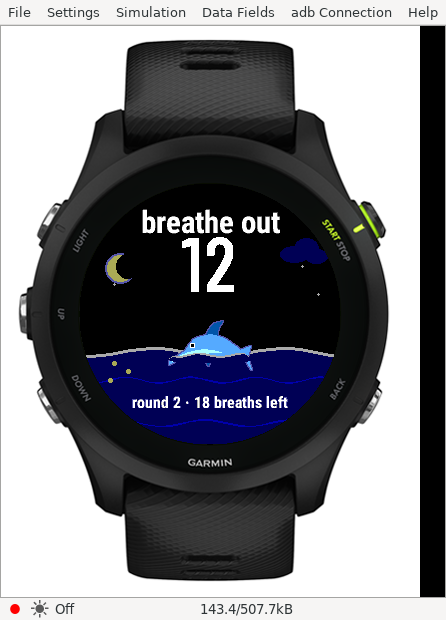 File Settings Simulation Data Fields adb Connection Help
LIGHT
START STOP
breathe out
12
UP
DOWN
BACK
round 2 · 18 breaths left
GARMIN
Off 143.4/507.7kB